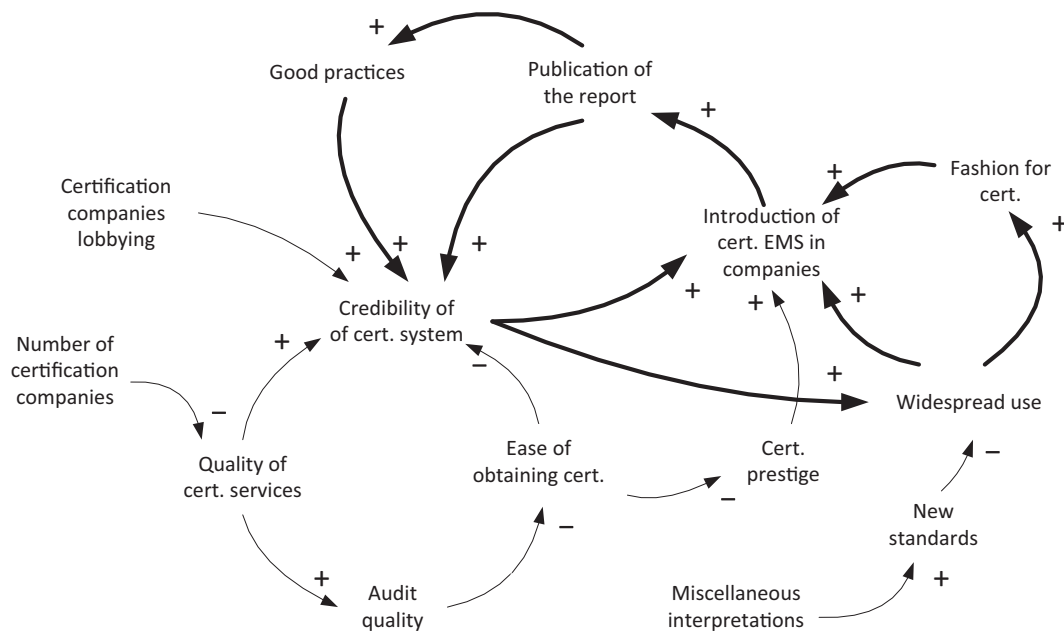 +
Good practices
Publication of
the report
+
Fashion for
cert.
+
+
Certification
companies
lobbying
Introduction of
cert. EMS in
companies
+
+
+
+
+
+
+
Credibility of
of cert. system
Number of
certification
companies
+
–
+
Widespread use
–
Quality of
cert. services
Ease of
obtaining cert.
Cert.
prestige
–
–
–
New
standards
+
Audit
quality
+
Miscellaneous
interpretations